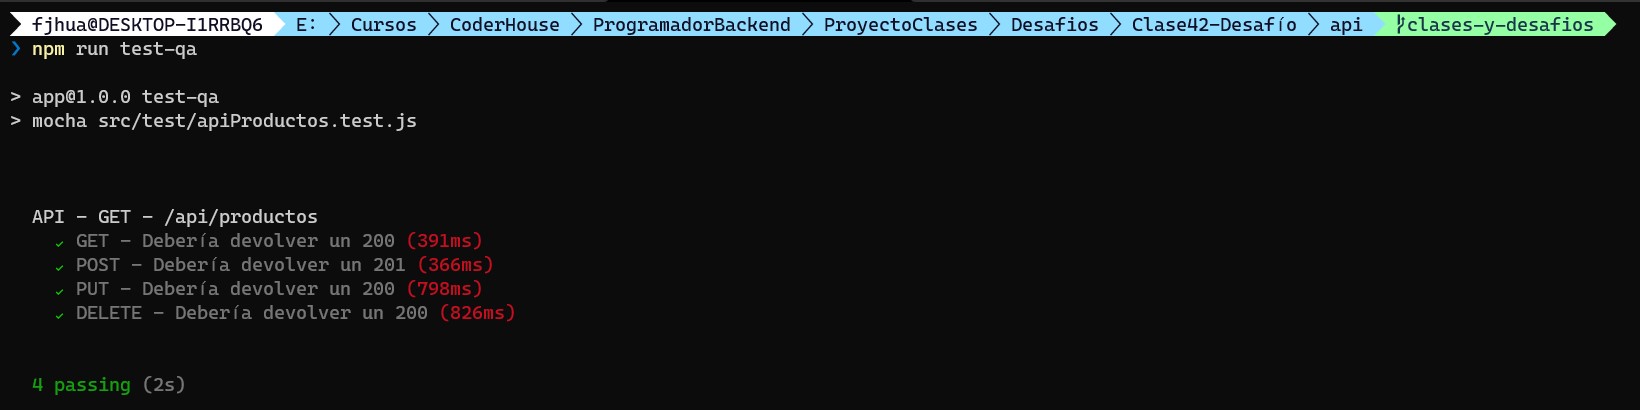 fjhua@DESKTOP-I1RRBQ6 E: Cursos CoderHouse ProgramadorBackend ProyectoClases Desafios Clase42-Desafío api clases-y-desafios
❯ npm run test-qa
> app@1.0.0 test-qa
> mocha src/test/apiProductos.test.js
API - GET - /api/productos
✓ GET - Debería devolver un 200 (391ms)
✓ POST - Debería devolver un 201 (366ms)
✓ PUT - Debería devolver un 200 (798ms)
✓ DELETE - Debería devolver un 200 (826ms)
4 passing (2s)